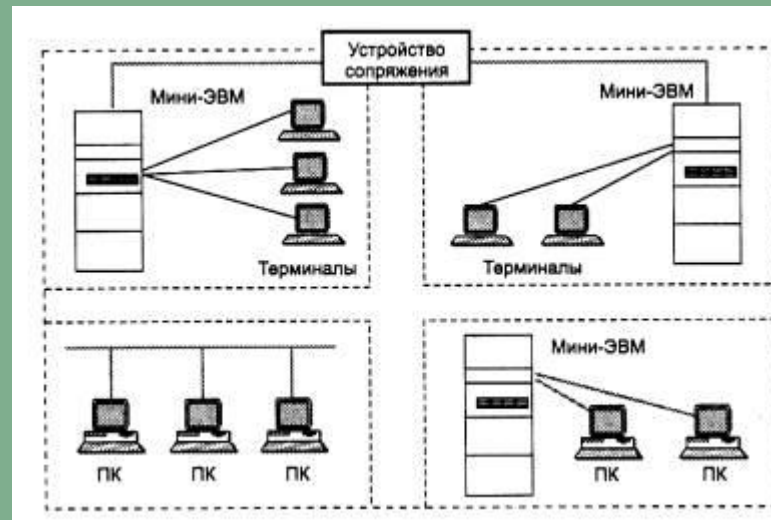 Устройство
сопряжения
Мини-ЭВМ
Терминалы
Мини-ЭВМ
Терминалы
ПК
ПК
ПК
Мини-ЭВМ
ПК
ПК